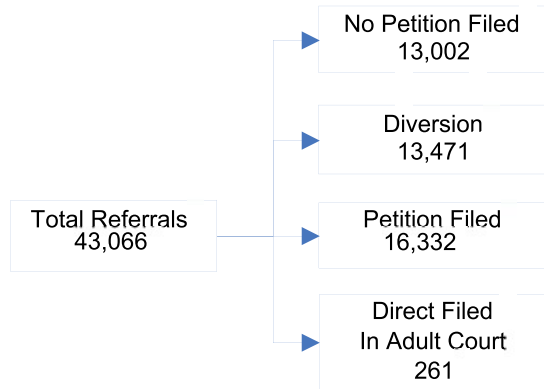 No Petition Filed
13,002
Diversion
13,471
Total Referrals
43,066
Petition Filed
16,332
Direct Filed
In Adult Court
261